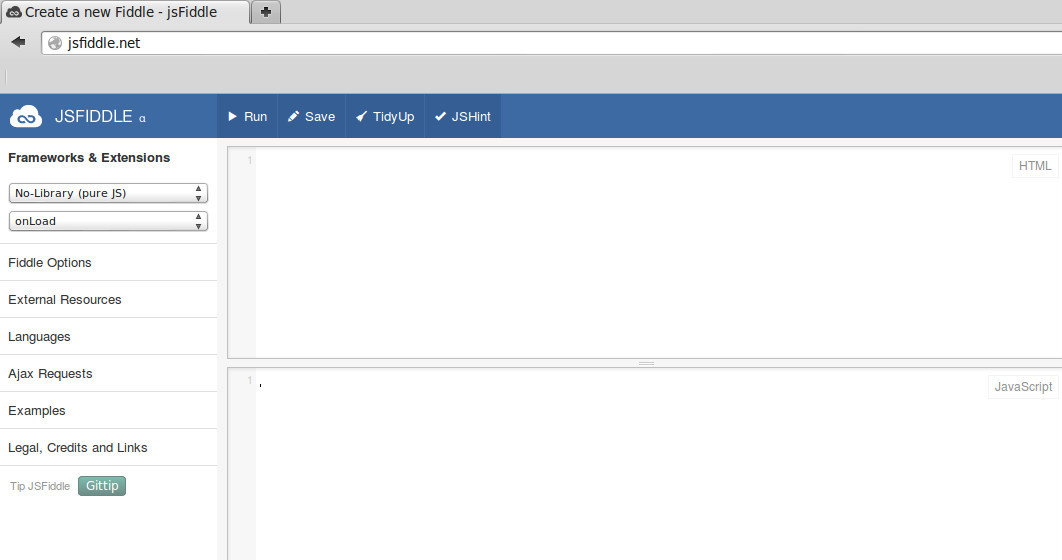 Create a new Fiddle - jsFiddle
jsfiddle.net
JSFIDDLE α
Run Save TidyUp JSHint
Frameworks & Extensions
No-Library (pure JS)
onLoad
Fiddle Options
External Resources
Languages
Ajax Requests
Examples
Legal, Credits and Links
Tip JSFiddle Gittip
1
HTML
1
JavaScript